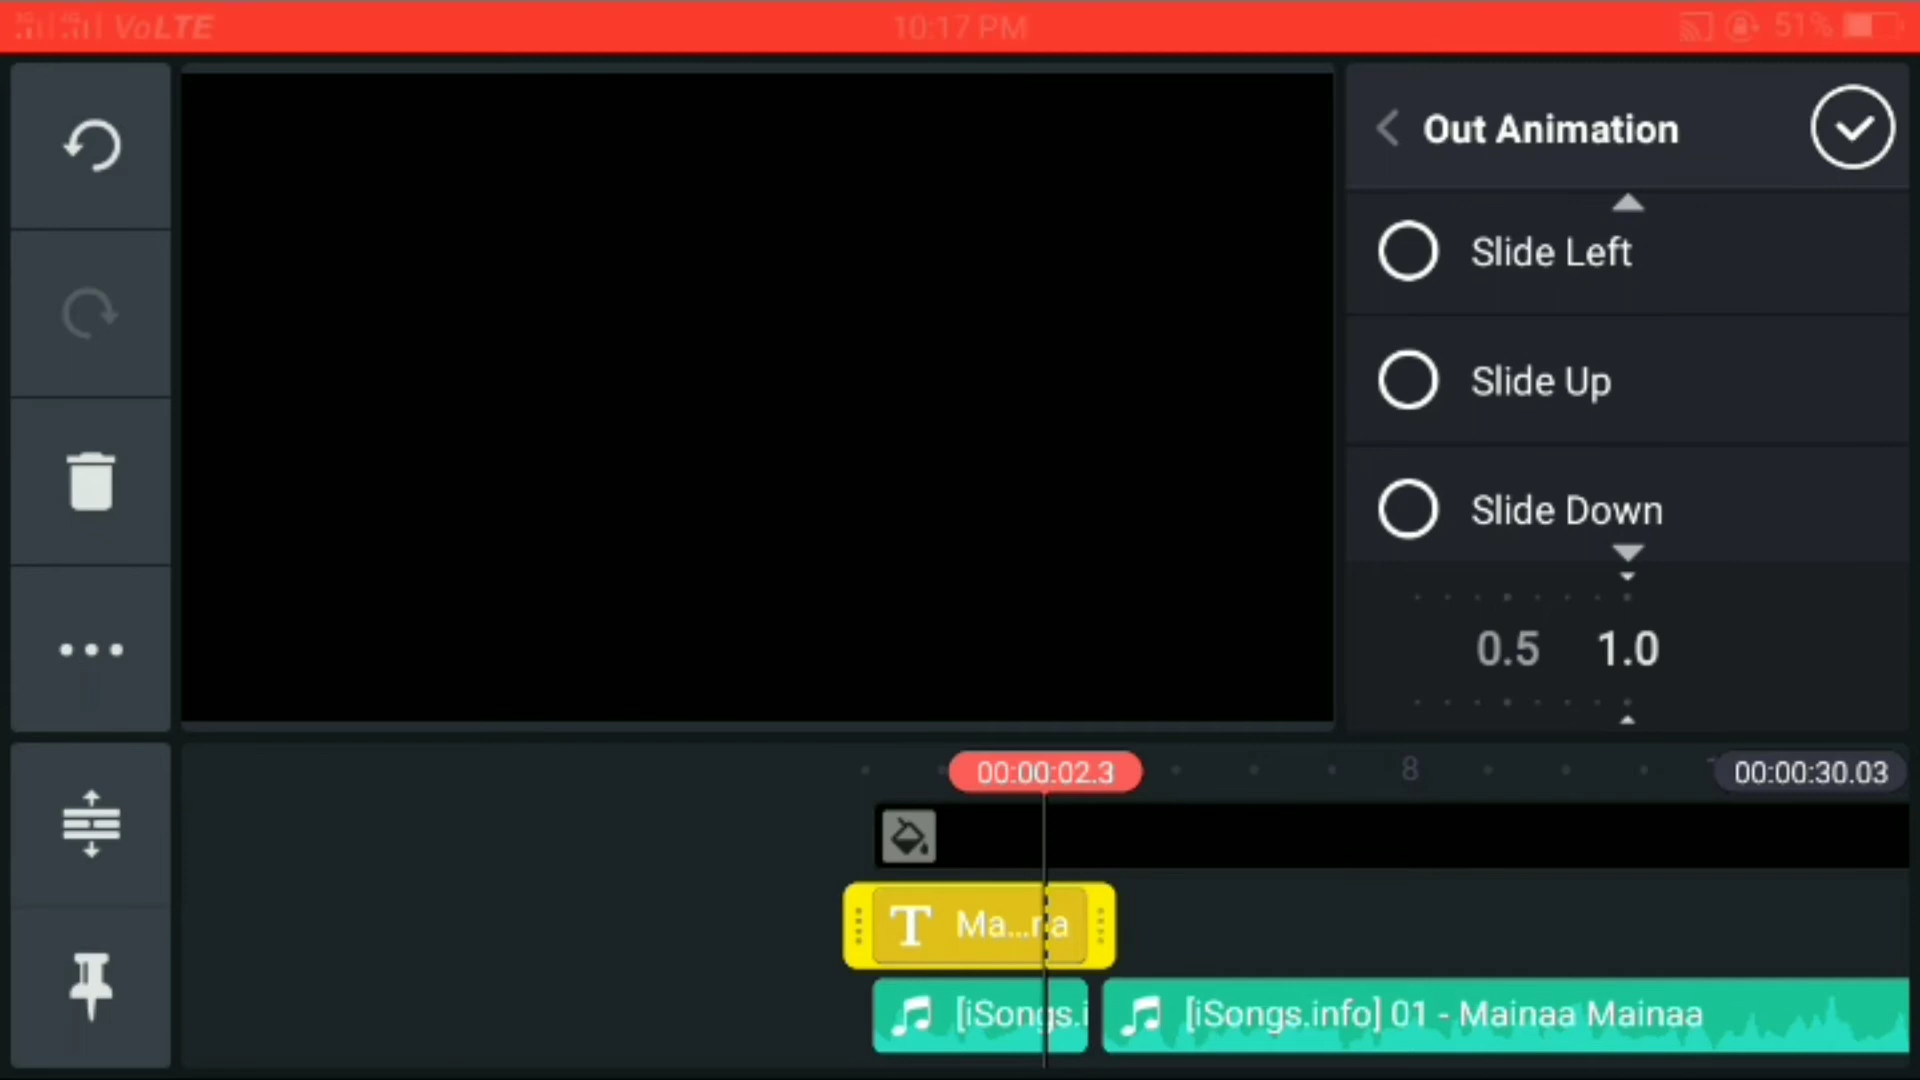 VoLTE
10:17 PM
51%
Out Animation
Slide Left
Slide Up
Slide Down
0.5 1.0
00:00:02.3
8
00:00:30.03
T Ma...na
[iSongs.i
[iSongs.info] 01 - Mainaa Mainaa